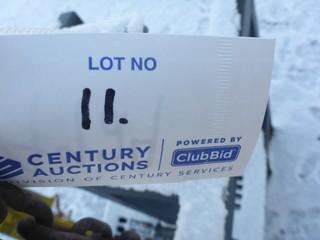 LOT NO
11.
CENTURY
AUCTIONS
POWERED BY
ClubBid
DIVISION OF CENTURY SERVICES